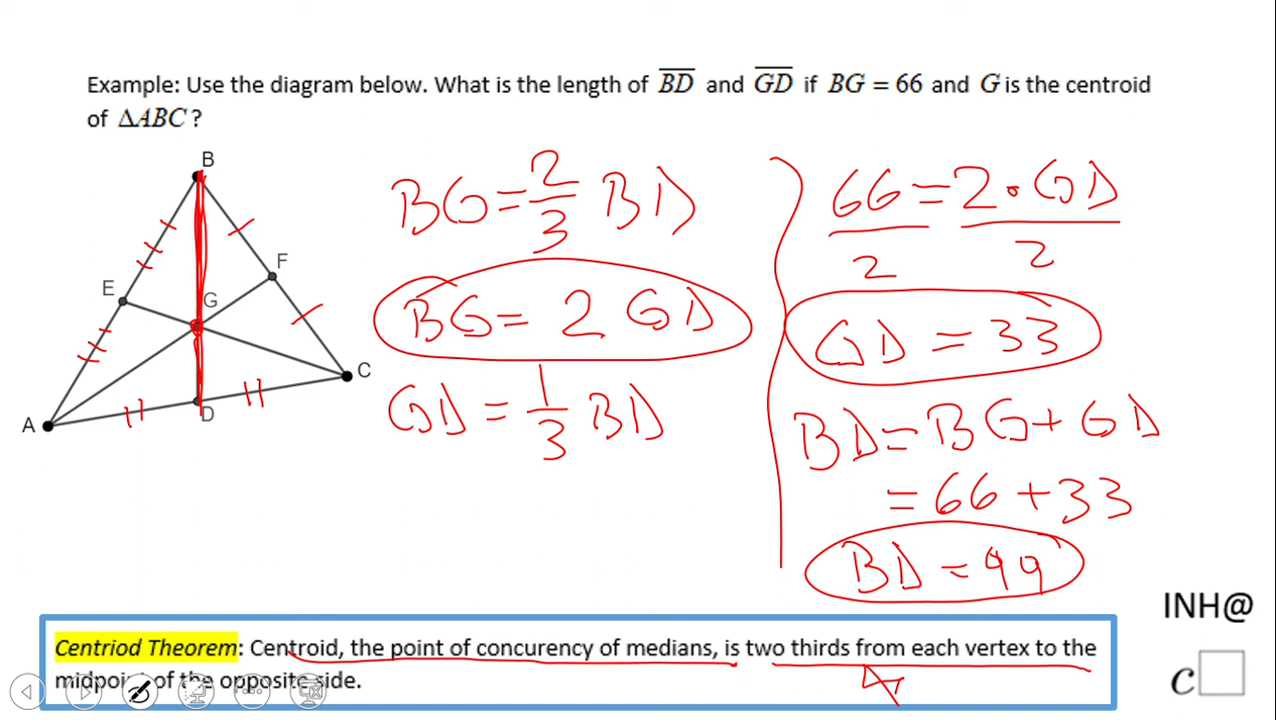 Example: Use the diagram below. What is the length of BD and GD if BG = 66 and G is the centroid
of ΔABC?
B
E
F
G
C
A
D
BG = 2/3 BD
BG = 2 GD
GD = 1/3 BD
66 = 2 • GD
2 2
GD = 33
BD = BG + GD
= 66 + 33
BD = 99
INH@
c
Centriod Theorem: Centroid, the point of concurency of medians, is two thirds from each vertex to the
midpoint of the opposite side.